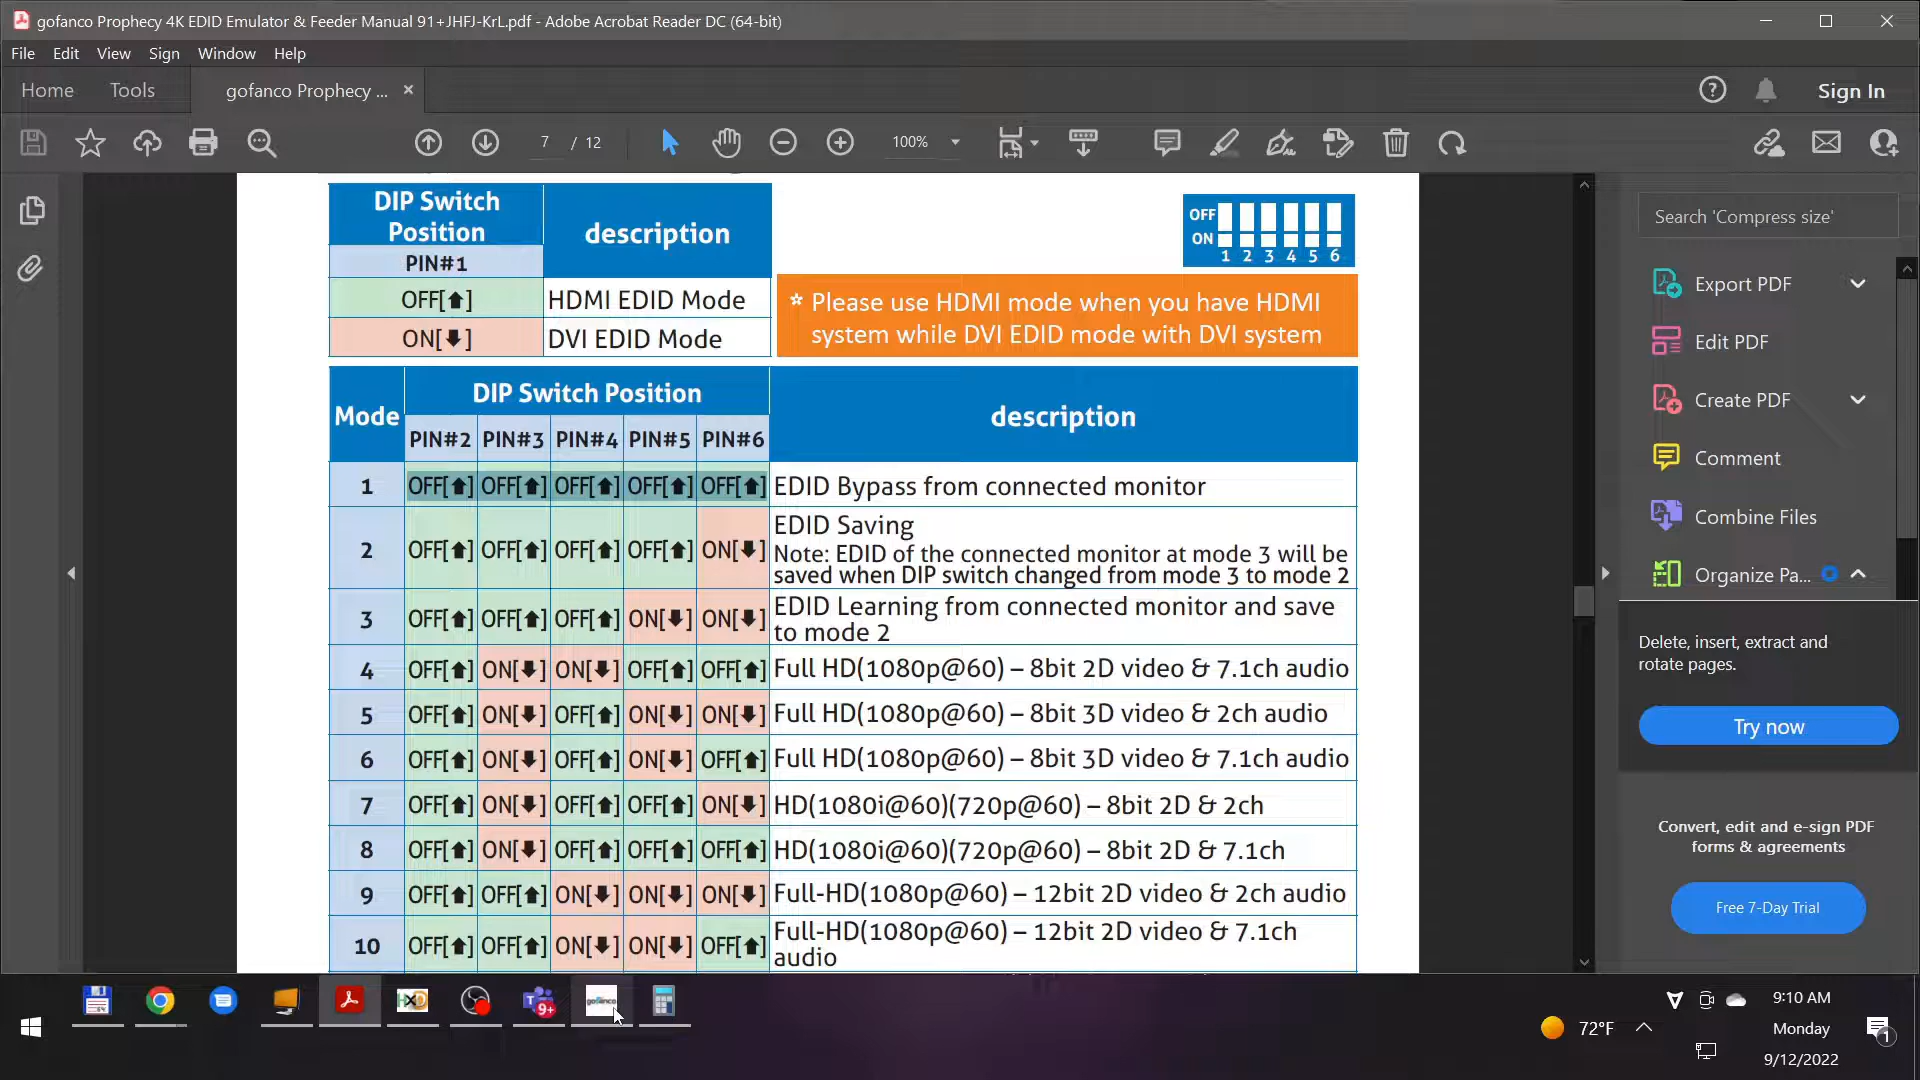 gofanco Prophecy 4K EDID Emulator & Feeder Manual 91+JHFJ-KrL.pdf - Adobe Acrobat Reader DC (64-bit)
File Edit View Sign Window Help
Home Tools gofanco Prophecy ... × Sign In
7 / 12 100%
DIP Switch
Position
description
PIN#1
OFF[⬆] HDMI EDID Mode
ON[⬇] DVI EDID Mode
OFF
ON
1 2 3 4 5 6
* Please use HDMI mode when you have HDMI
system while DVI EDID mode with DVI system
Mode DIP Switch Position description
PIN#2 PIN#3 PIN#4 PIN#5 PIN#6
1 OFF[⬆] OFF[⬆] OFF[⬆] OFF[⬆] OFF[⬆] EDID Bypass from connected monitor
2 OFF[⬆] OFF[⬆] OFF[⬆] OFF[⬆] ON[⬇] EDID Saving
Note: EDID of the connected monitor at mode 3 will be
saved when DIP switch changed from mode 3 to mode 2
3 OFF[⬆] OFF[⬆] OFF[⬆] ON[⬇] ON[⬇] EDID Learning from connected monitor and save
to mode 2
4 OFF[⬆] ON[⬇] ON[⬇] OFF[⬆] OFF[⬆] Full HD(1080p@60) – 8bit 2D video & 7.1ch audio
5 OFF[⬆] ON[⬇] OFF[⬆] ON[⬇] ON[⬇] Full HD(1080p@60) – 8bit 3D video & 2ch audio
6 OFF[⬆] ON[⬇] OFF[⬆] ON[⬇] OFF[⬆] Full HD(1080p@60) – 8bit 3D video & 7.1ch audio
7 OFF[⬆] ON[⬇] OFF[⬆] OFF[⬆] ON[⬇] HD(1080i@60)(720p@60) – 8bit 2D & 2ch
8 OFF[⬆] ON[⬇] OFF[⬆] OFF[⬆] OFF[⬆] HD(1080i@60)(720p@60) – 8bit 2D & 7.1ch
9 OFF[⬆] OFF[⬆] ON[⬇] ON[⬇] ON[⬇] Full-HD(1080p@60) – 12bit 2D video & 2ch audio
10 OFF[⬆] OFF[⬆] ON[⬇] ON[⬇] OFF[⬆] Full-HD(1080p@60) – 12bit 2D video & 7.1ch
audio
Search 'Compress size'
Export PDF
Edit PDF
Create PDF
Comment
Combine Files
Organize Pa...
Delete, insert, extract and
rotate pages.
Try now
Convert, edit and e-sign PDF
forms & agreements
Free 7-Day Trial
HXD
9+
gofanco
72°F
9:10 AM
Monday
9/12/2022
1